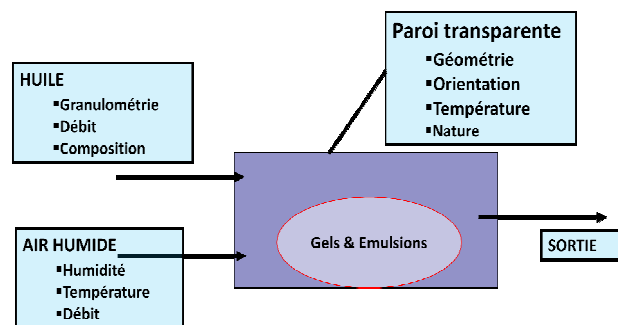 Paroi transparente
▪Géométrie
▪Orientation
▪Température
▪Nature
HUILE
▪Granulométrie
▪Débit
▪Composition
AIR HUMIDE
▪Humidité
▪Température
▪Débit
Gels & Emulsions
SORTIE